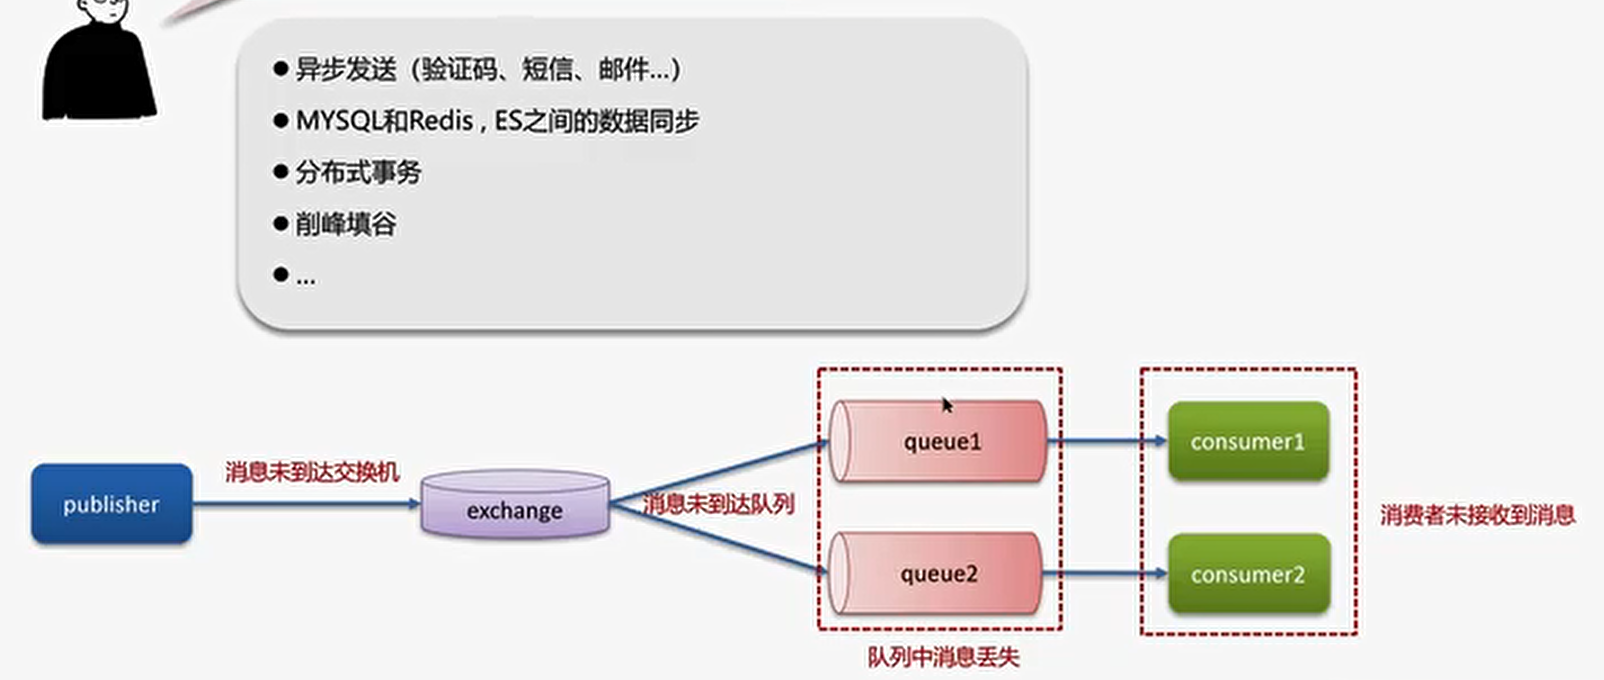 ● 异步发送（验证码、短信、邮件...）
● MYSQL和Redis , ES之间的数据同步
● 分布式事务
● 削峰填谷
● ...
publisher
消息未到达交换机
exchange
消息未到达队列
queue1
queue2
队列中消息丢失
consumer1
consumer2
消费者未接收到消息